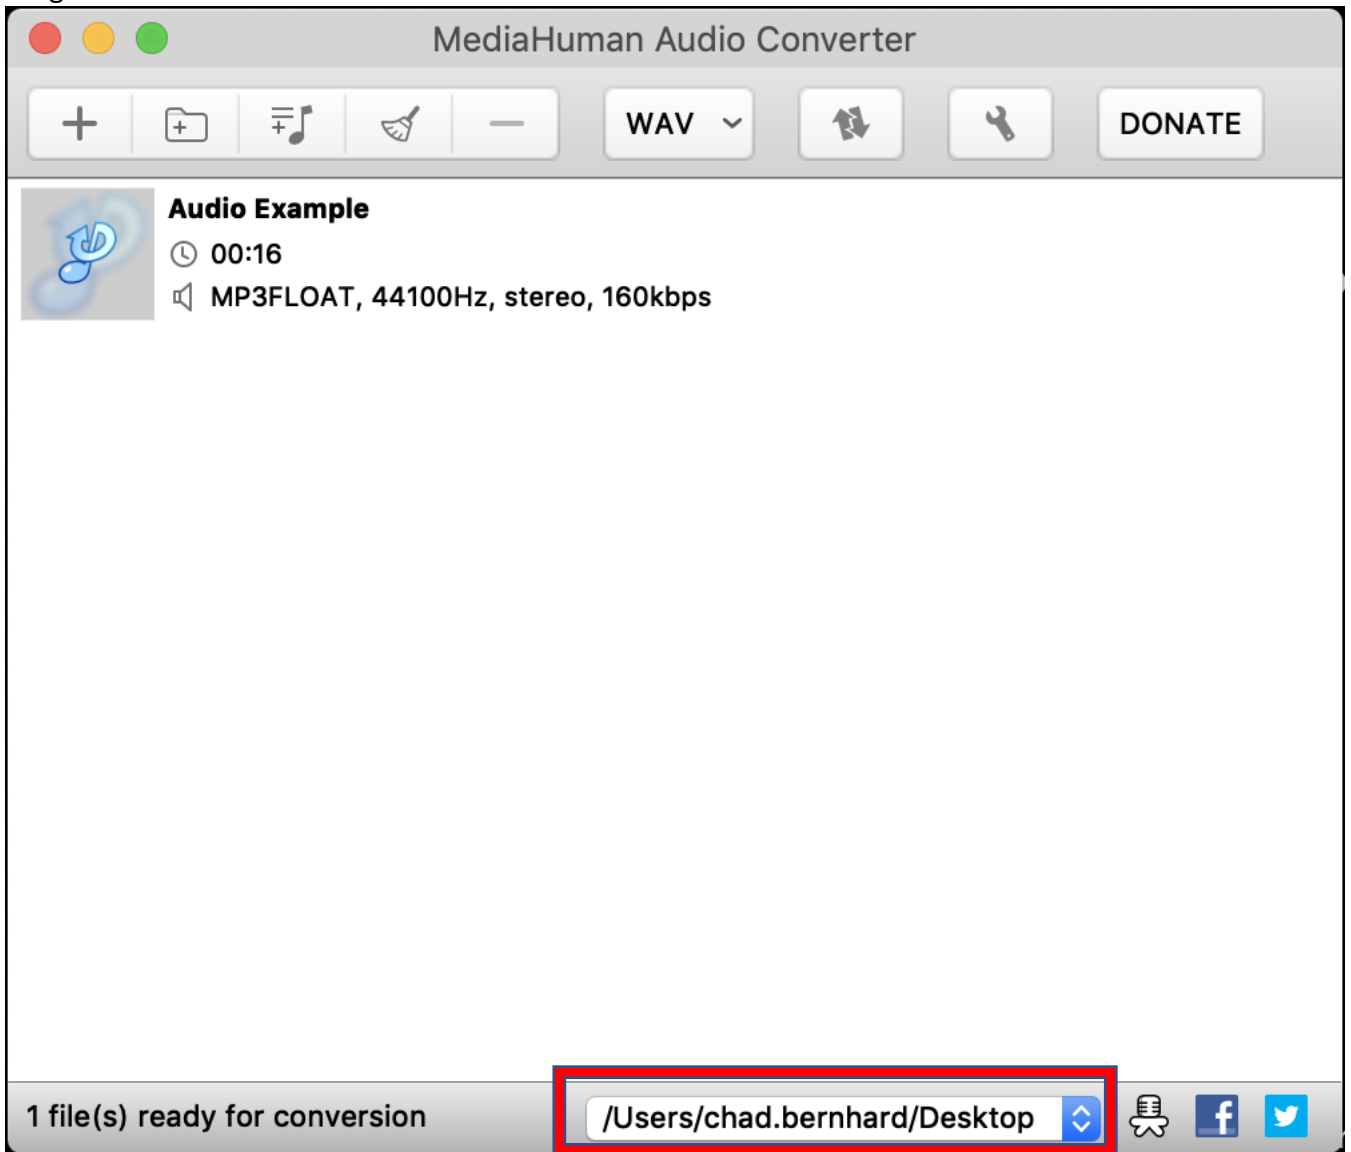 MediaHuman Audio Converter
WAV
DONATE
Audio Example
00:16
MP3FLOAT, 44100Hz, stereo, 160kbps
1 file(s) ready for conversion
/Users/chad.bernhard/Desktop